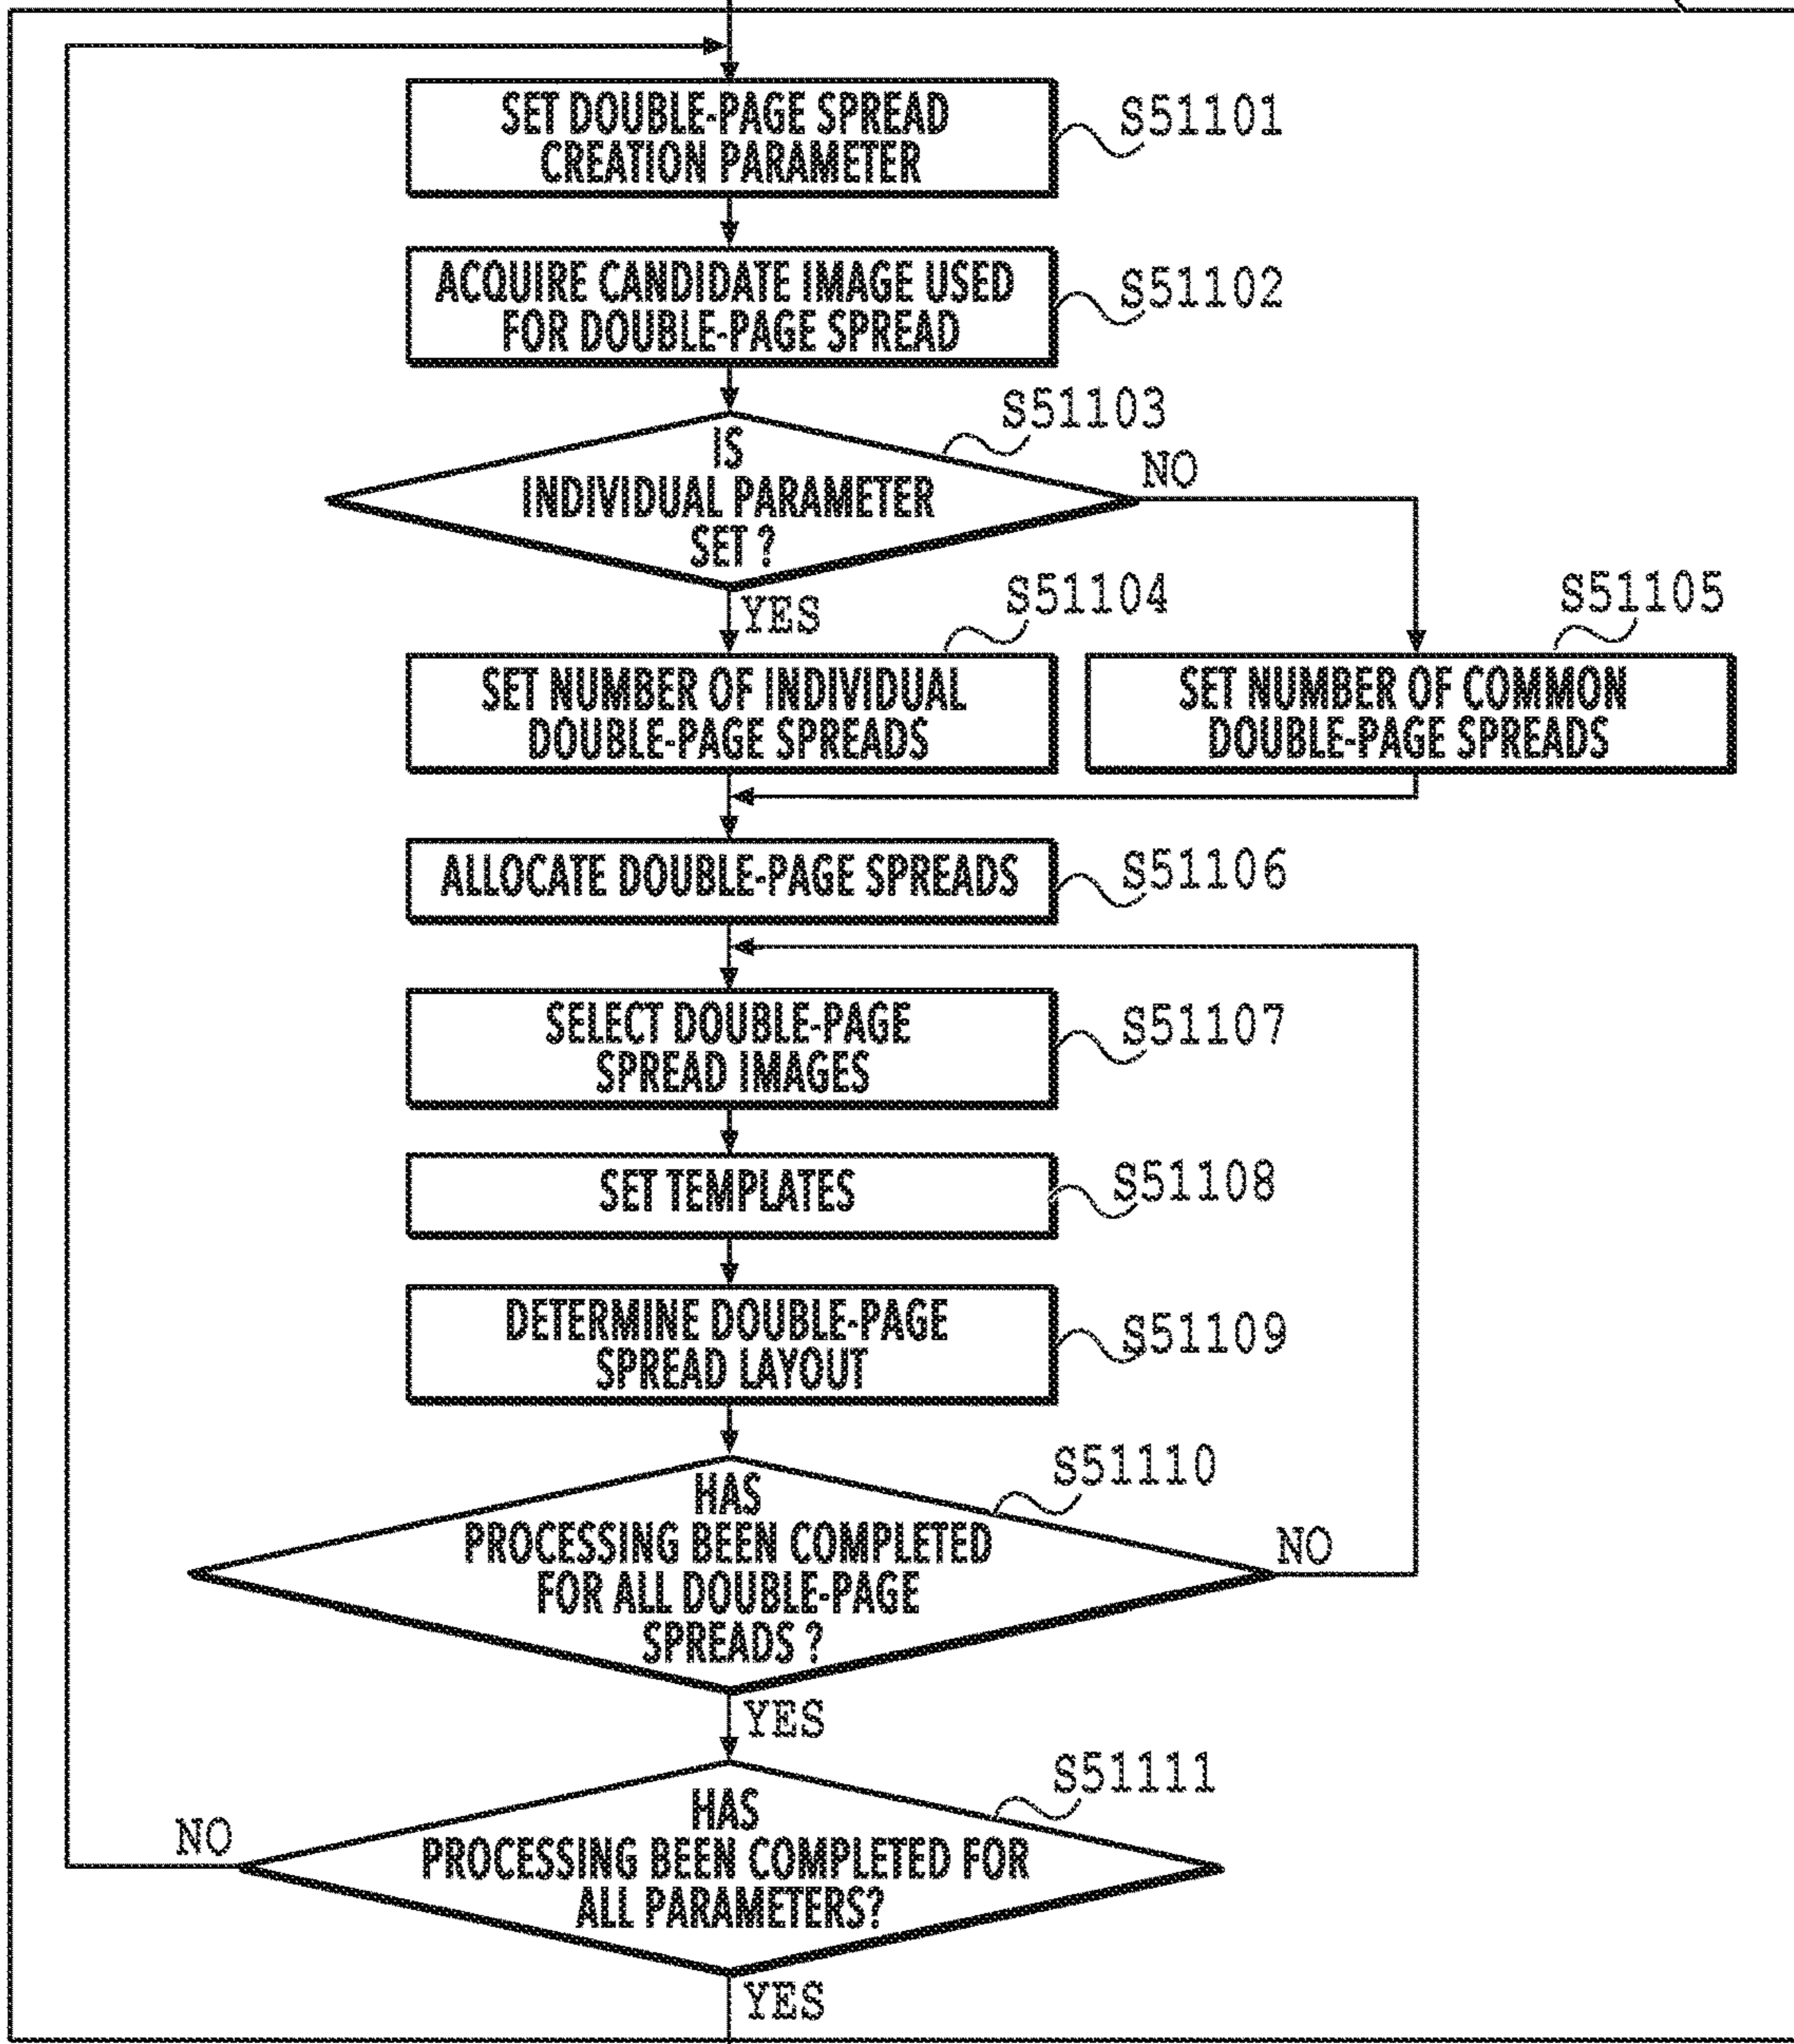 SET DOUBLE-PAGE SPREAD
CREATION PARAMETER
S51101
ACQUIRE CANDIDATE IMAGE USED
FOR DOUBLE-PAGE SPREAD
S51102
S51103
IS
INDIVIDUAL PARAMETER
SET ?
NO
YES
S51104
S51105
SET NUMBER OF INDIVIDUAL
DOUBLE-PAGE SPREADS
SET NUMBER OF COMMON
DOUBLE-PAGE SPREADS
ALLOCATE DOUBLE-PAGE SPREADS
S51106
SELECT DOUBLE-PAGE
SPREAD IMAGES
S51107
SET TEMPLATES
S51108
DETERMINE DOUBLE-PAGE
SPREAD LAYOUT
S51109
S51110
HAS
PROCESSING BEEN COMPLETED
FOR ALL DOUBLE-PAGE
SPREADS ?
NO
YES
S51111
HAS
PROCESSING BEEN COMPLETED FOR
ALL PARAMETERS?
NO
YES